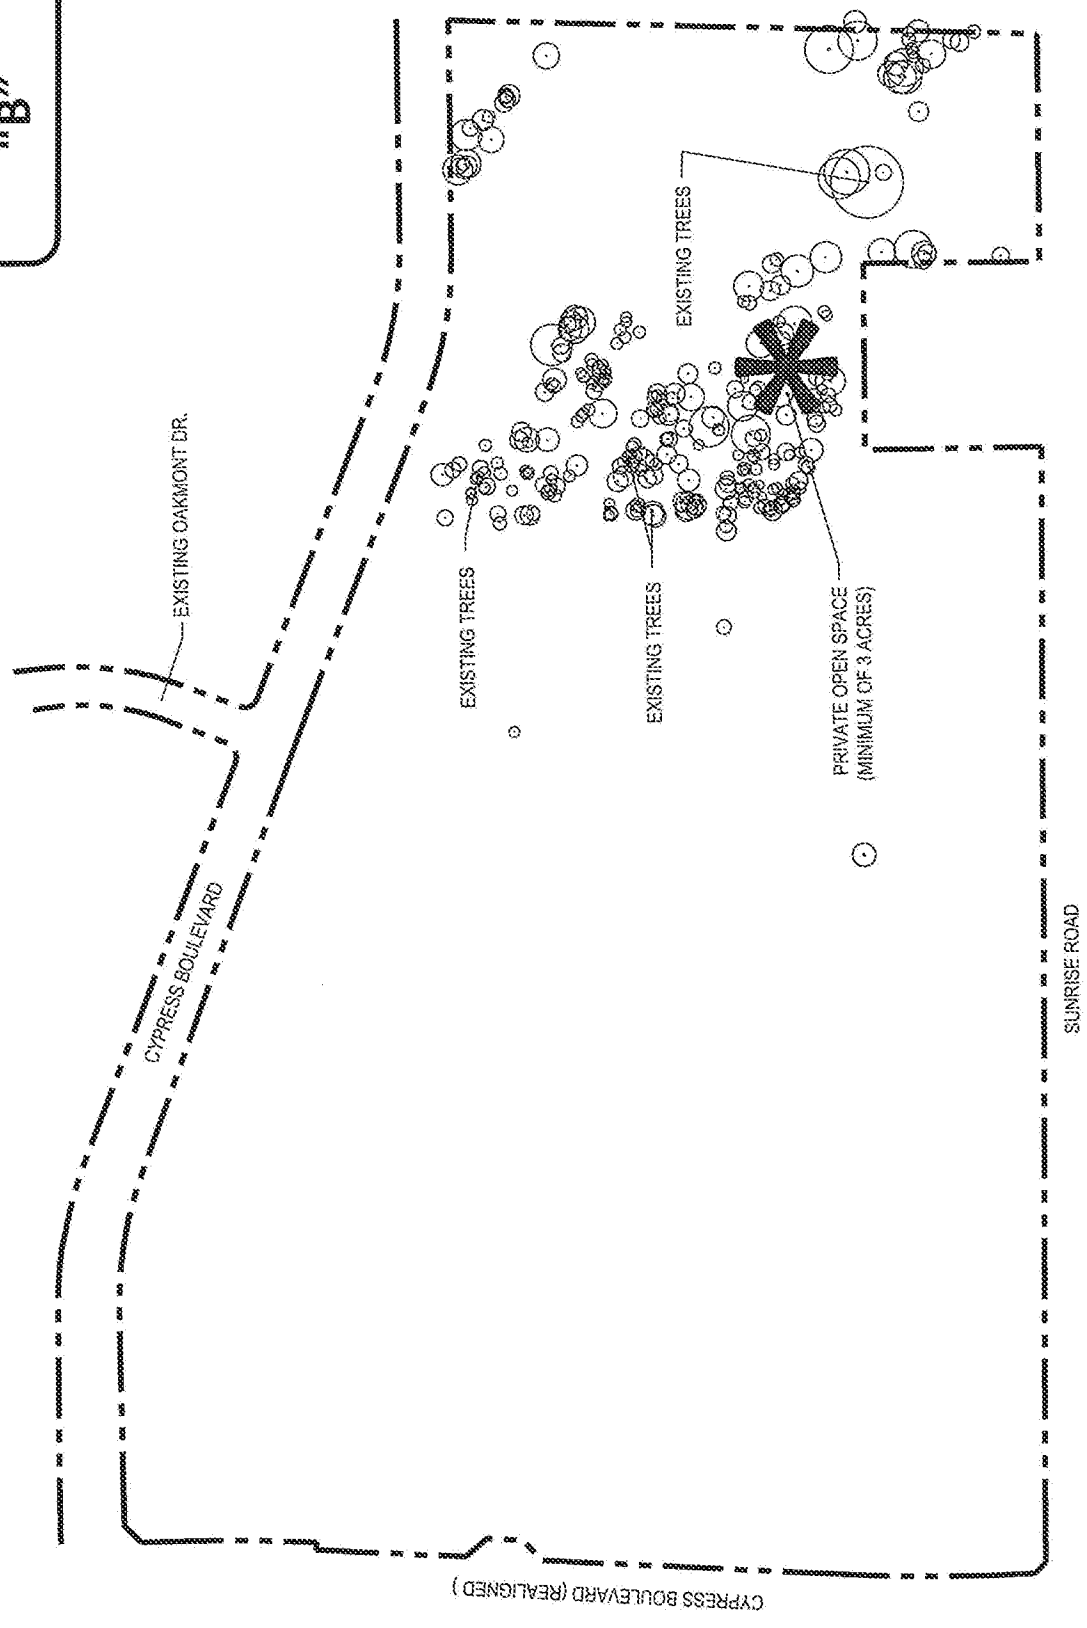 "B"
EXISTING OAKMONT DR.
CYPRESS BOULEVARD
EXISTING TREES
EXISTING TREES
EXISTING TREES
PRIVATE OPEN SPACE
(MINIMUM OF 3 ACRES)
SUNRISE ROAD
CYPRESS BOULEVARD (REALIGNED )